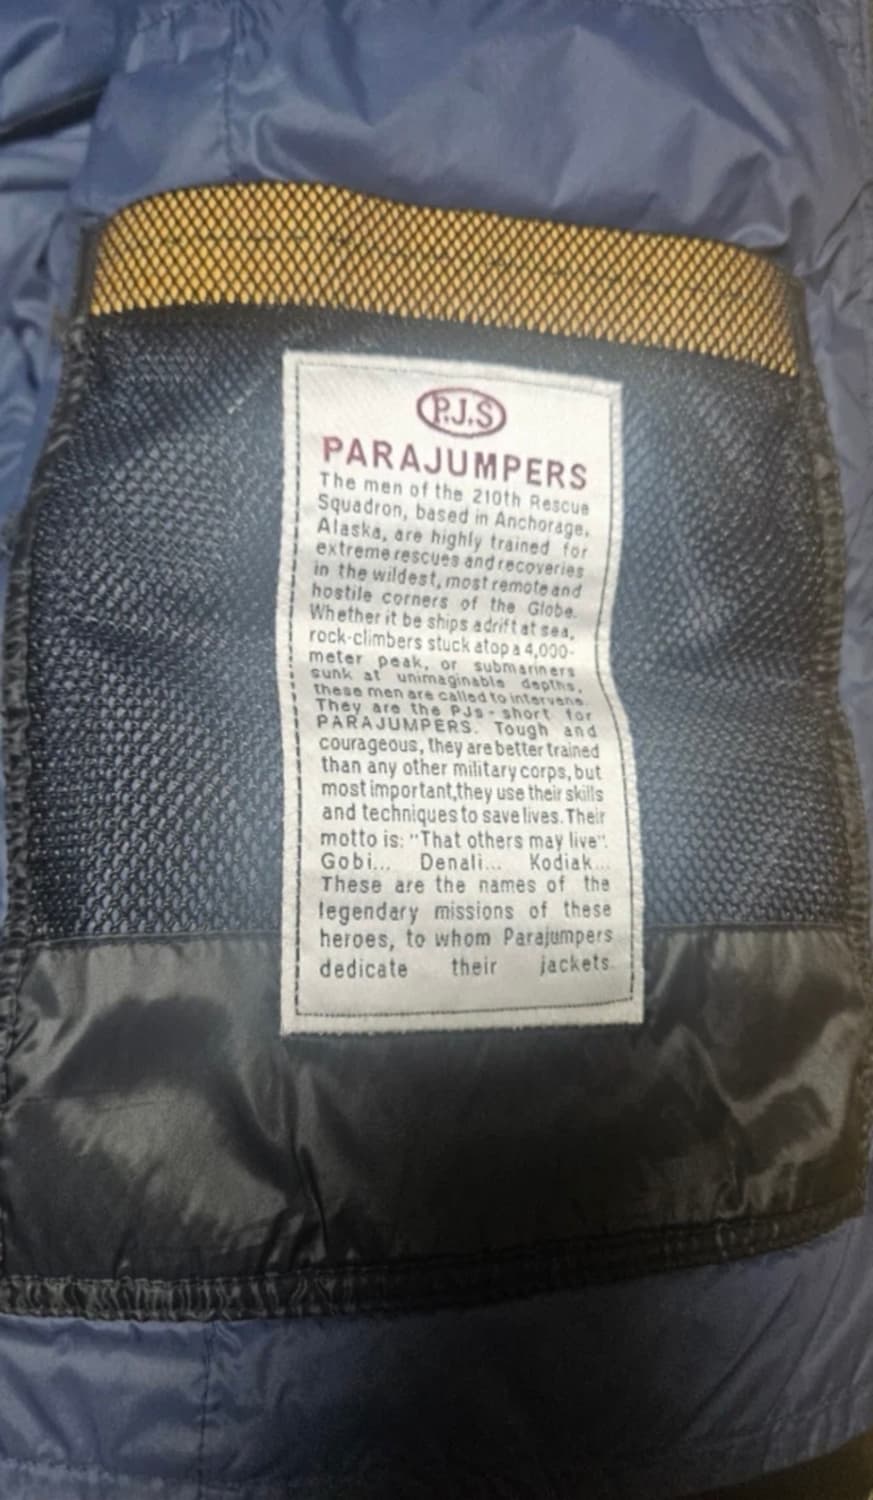 P.J.S
PARAJUMPERS
The men of the 210th Rescue
Squadron, based in Anchorage,
Alaska, are highly trained for
extreme rescues and recoveries
in the wildest, most remote and
hostile corners of the Globe.
Whether it be ships adrift at sea,
rock-climbers stuck atop a 4,000-
meter peak, or submariners
sunk at unimaginable depths,
these men are called to intervene.
They are the PJs - short for
PARAJUMPERS. Tough and
courageous, they are better trained
than any other military corps, but
most important,they use their skills
and techniques to save lives. Their
motto is: "That others may live".
Gobi... Denali... Kodiak...
These are the names of the
legendary missions of these
heroes, to whom Parajumpers
dedicate their jackets.